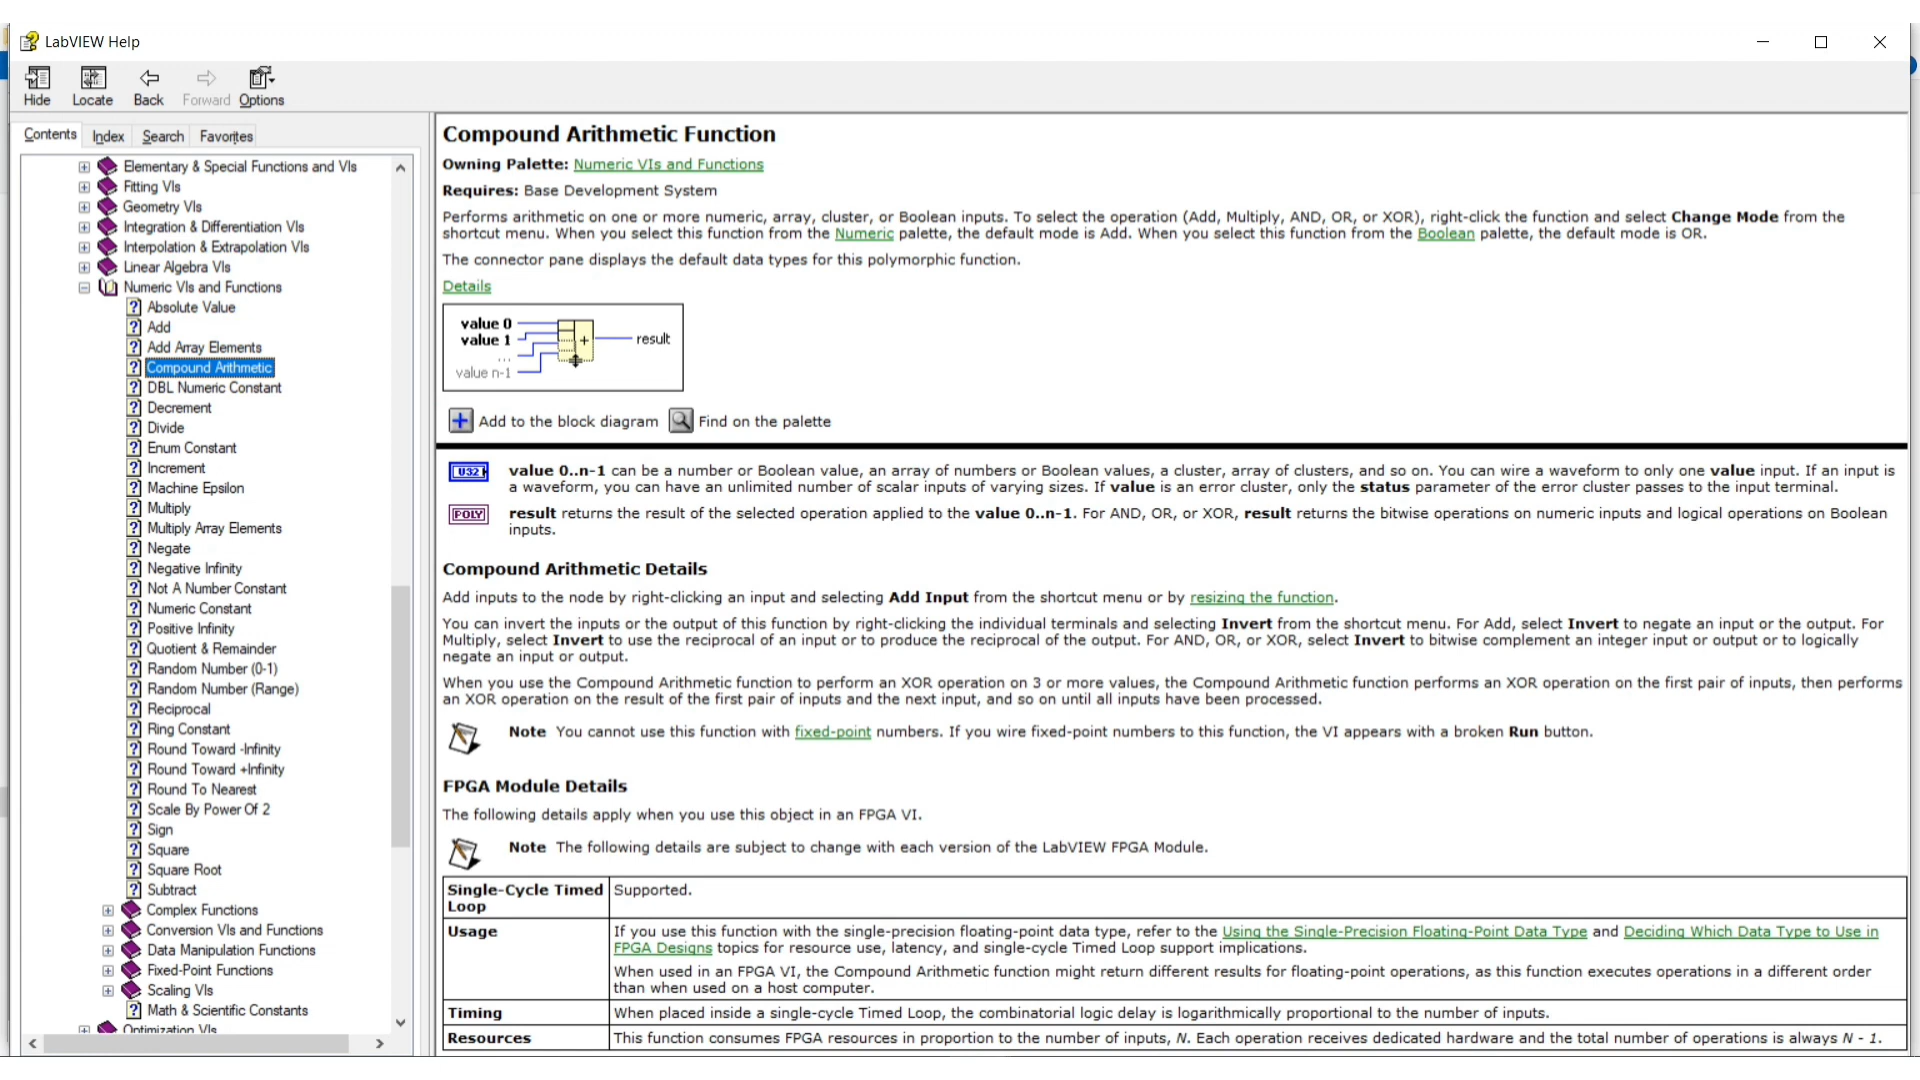 LabVIEW Help
Hide Locate Back Forward Options
Contents Index Search Favorites
Elementary & Special Functions and VIs
Fitting VIs
Geometry VIs
Integration & Differentiation VIs
Interpolation & Extrapolation VIs
Linear Algebra VIs
Numeric VIs and Functions
Absolute Value
Add
Add Array Elements
Compound Arithmetic
DBL Numeric Constant
Decrement
Divide
Enum Constant
Increment
Machine Epsilon
Multiply
Multiply Array Elements
Negate
Negative Infinity
Not A Number Constant
Numeric Constant
Positive Infinity
Quotient & Remainder
Random Number (0-1)
Random Number (Range)
Reciprocal
Ring Constant
Round Toward -Infinity
Round Toward +Infinity
Round To Nearest
Scale By Power Of 2
Sign
Square
Square Root
Subtract
Complex Functions
Conversion VIs and Functions
Data Manipulation Functions
Fixed-Point Functions
Scaling VIs
Math & Scientific Constants
Optimization VIs
Compound Arithmetic Function
Owning Palette: Numeric VIs and Functions
Requires: Base Development System
Performs arithmetic on one or more numeric, array, cluster, or Boolean inputs. To select the operation (Add, Multiply, AND, OR, or XOR), right-click the function and select Change Mode from the
shortcut menu. When you select this function from the Numeric palette, the default mode is Add. When you select this function from the Boolean palette, the default mode is OR.
The connector pane displays the default data types for this polymorphic function.
Details
value 0
value 1
...
value n-1
+
result
Add to the block diagram Find on the palette
U32 value 0..n-1 can be a number or Boolean value, an array of numbers or Boolean values, a cluster, array of clusters, and so on. You can wire a waveform to only one value input. If an input is
a waveform, you can have an unlimited number of scalar inputs of varying sizes. If value is an error cluster, only the status parameter of the error cluster passes to the input terminal.
POLY result returns the result of the selected operation applied to the value 0..n-1. For AND, OR, or XOR, result returns the bitwise operations on numeric inputs and logical operations on Boolean
inputs.
Compound Arithmetic Details
Add inputs to the node by right-clicking an input and selecting Add Input from the shortcut menu or by resizing the function.
You can invert the inputs or the output of this function by right-clicking the individual terminals and selecting Invert from the shortcut menu. For Add, select Invert to negate an input or the output. For
Multiply, select Invert to use the reciprocal of an input or to produce the reciprocal of the output. For AND, OR, or XOR, select Invert to bitwise complement an integer input or output or to logically
negate an input or output.
When you use the Compound Arithmetic function to perform an XOR operation on 3 or more values, the Compound Arithmetic function performs an XOR operation on the first pair of inputs, then performs
an XOR operation on the result of the first pair of inputs and the next input, and so on until all inputs have been processed.
Note You cannot use this function with fixed-point numbers. If you wire fixed-point numbers to this function, the VI appears with a broken Run button.
FPGA Module Details
The following details apply when you use this object in an FPGA VI.
Note The following details are subject to change with each version of the LabVIEW FPGA Module.
Single-Cycle Timed Supported.
Loop
Usage If you use this function with the single-precision floating-point data type, refer to the Using the Single-Precision Floating-Point Data Type and Deciding Which Data Type to Use in
FPGA Designs topics for resource use, latency, and single-cycle Timed Loop support implications.
When used in an FPGA VI, the Compound Arithmetic function might return different results for floating-point operations, as this function executes operations in a different order
than when used on a host computer.
Timing When placed inside a single-cycle Timed Loop, the combinatorial logic delay is logarithmically proportional to the number of inputs.
Resources This function consumes FPGA resources in proportion to the number of inputs, N. Each operation receives dedicated hardware and the total number of operations is always N - 1.